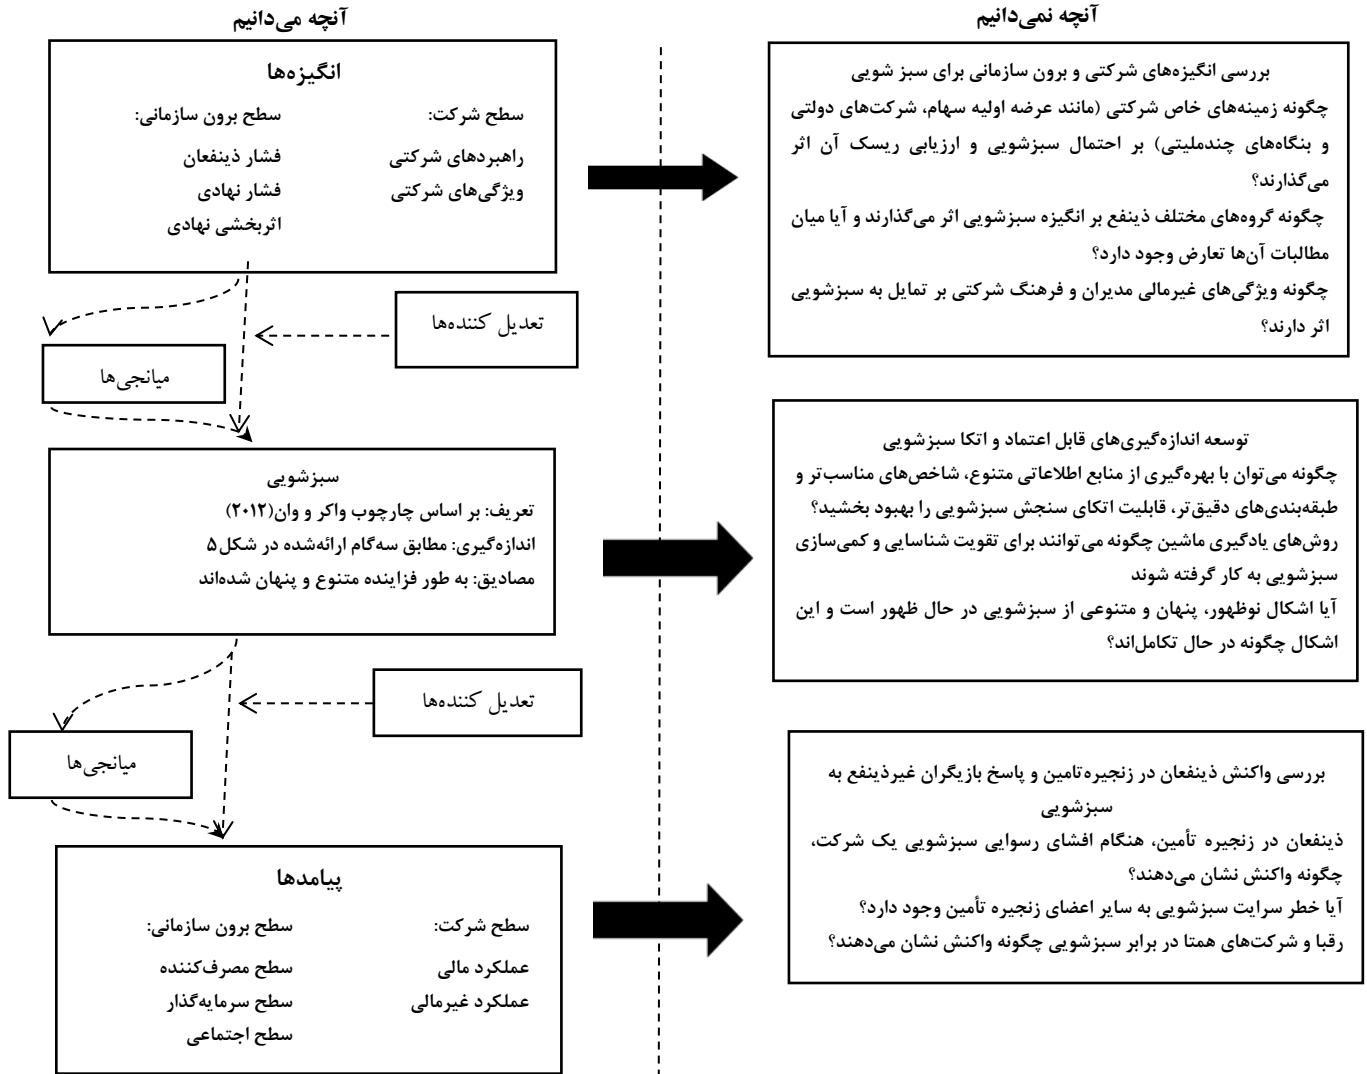 آنچه می‌دانیم
آنچه نمی‌دانیم
انگیزه‌ها
سطح شرکت:
راهبردهای شرکتی
ویژگی‌های شرکتی
سطح برون سازمانی:
فشار ذینفعان
فشار نهادی
اثربخشی نهادی
تعدیل کننده‌ها
میانجی‌ها
سبزشویی
تعریف: بر اساس چارچوب واکر و وان(۲۰۱۲)
اندازه‌گیری: مطابق سه‌گام ارائه‌شده در شکل۵
مصادیق: به طور فزاینده متنوع و پنهان شده‌اند
تعدیل کننده‌ها
میانجی‌ها
پیامدها
سطح شرکت:
عملکرد مالی
عملکرد غیرمالی
سطح برون سازمانی:
سطح مصرف‌کننده
سطح سرمایه‌گذار
سطح اجتماعی
بررسی انگیزه‌های شرکتی و برون سازمانی برای سبز شویی
چگونه زمینه‌های خاص شرکتی (مانند عرضه اولیه سهام، شرکت‌های دولتی
و بنگاه‌های چندملیتی) بر احتمال سبزشویی و ارزیابی ریسک آن اثر
می‌گذارند؟
چگونه گروه‌های مختلف ذینفع بر انگیزه سبزشویی اثر می‌گذارند و آیا میان
مطالبات آن‌ها تعارض وجود دارد؟
چگونه ویژگی‌های غیرمالی مدیران و فرهنگ شرکتی بر تمایل به سبزشویی
اثر دارند؟
توسعه اندازه‌گیری‌های قابل اعتماد و اتکا سبزشویی
چگونه می‌توان با بهره‌گیری از منابع اطلاعاتی متنوع، شاخص‌های مناسب‌تر و
طبقه‌بندی‌های دقیق‌تر، قابلیت اتکای سنجش سبزشویی را بهبود بخشید؟
روش‌های یادگیری ماشین چگونه می‌توانند برای تقویت شناسایی و کمی‌سازی
سبزشویی به کار گرفته شوند
آیا اشکال نوظهور، پنهان و متنوعی از سبزشویی در حال ظهور است و این
اشکال چگونه در حال تکامل‌اند؟
بررسی واکنش ذینفعان در زنجیره‌تامین و پاسخ بازیگران غیرذینفع به
سبزشویی
ذینفعان در زنجیره تأمین، هنگام افشای رسوایی سبزشویی یک شرکت،
چگونه واکنش نشان می‌دهند؟
آیا خطر سرایت سبزشویی به سایر اعضای زنجیره تأمین وجود دارد؟
رقبا و شرکت‌های همتا در برابر سبزشویی چگونه واکنش نشان می‌دهند؟